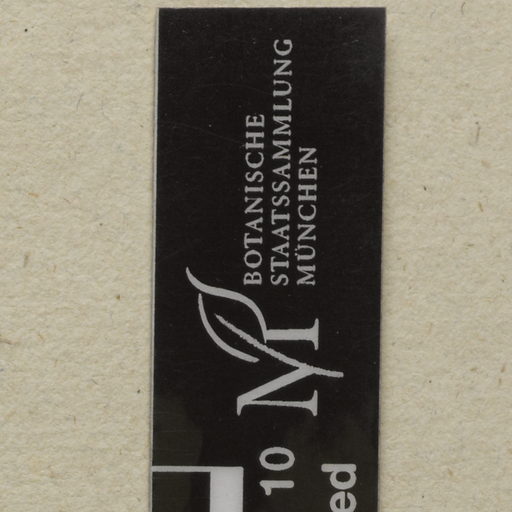 BOTANISCHE
STAATSSAMMLUNG
MÜNCHEN
M
10
ed